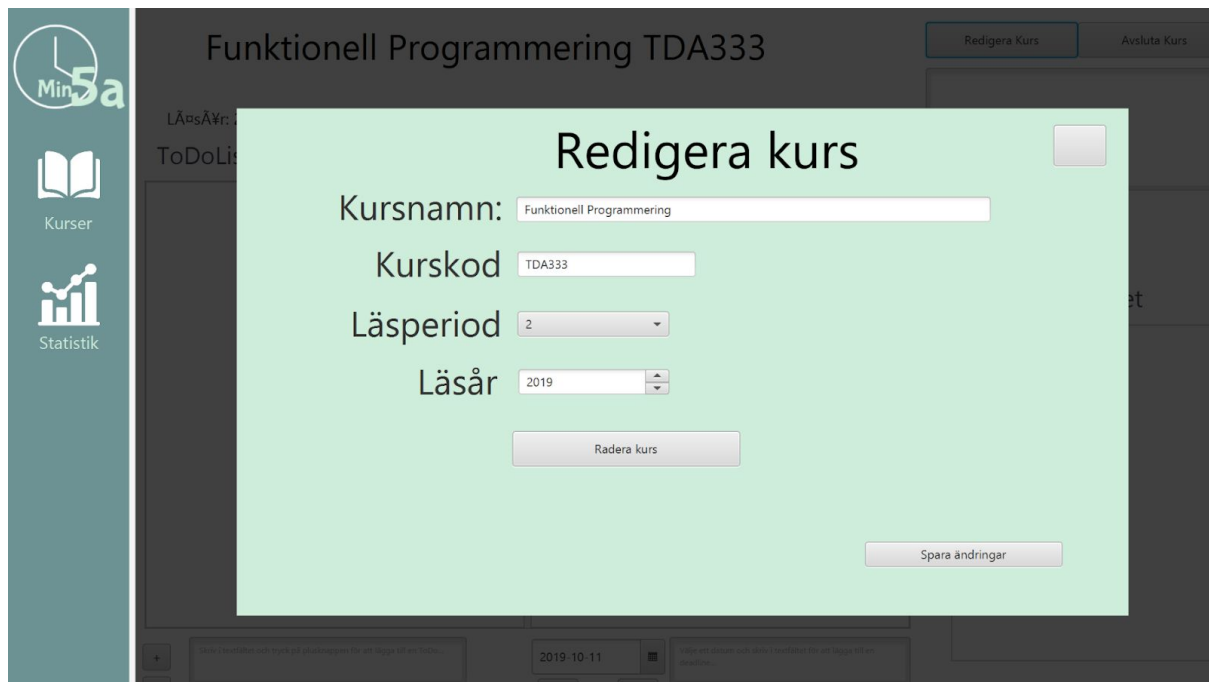 Min5a
Kurser
Statistik
Funktionell Programmering TDA333
Redigera Kurs
Avsluta Kurs
LÃ¤sÃ¥r: 2
ToDoLis
Redigera kurs
Kursnamn: Funktionell Programmering
Kurskod TDA333
Läsperiod 2
Läsår 2019
Radera kurs
Spara ändringar
et
+
2019-10-11